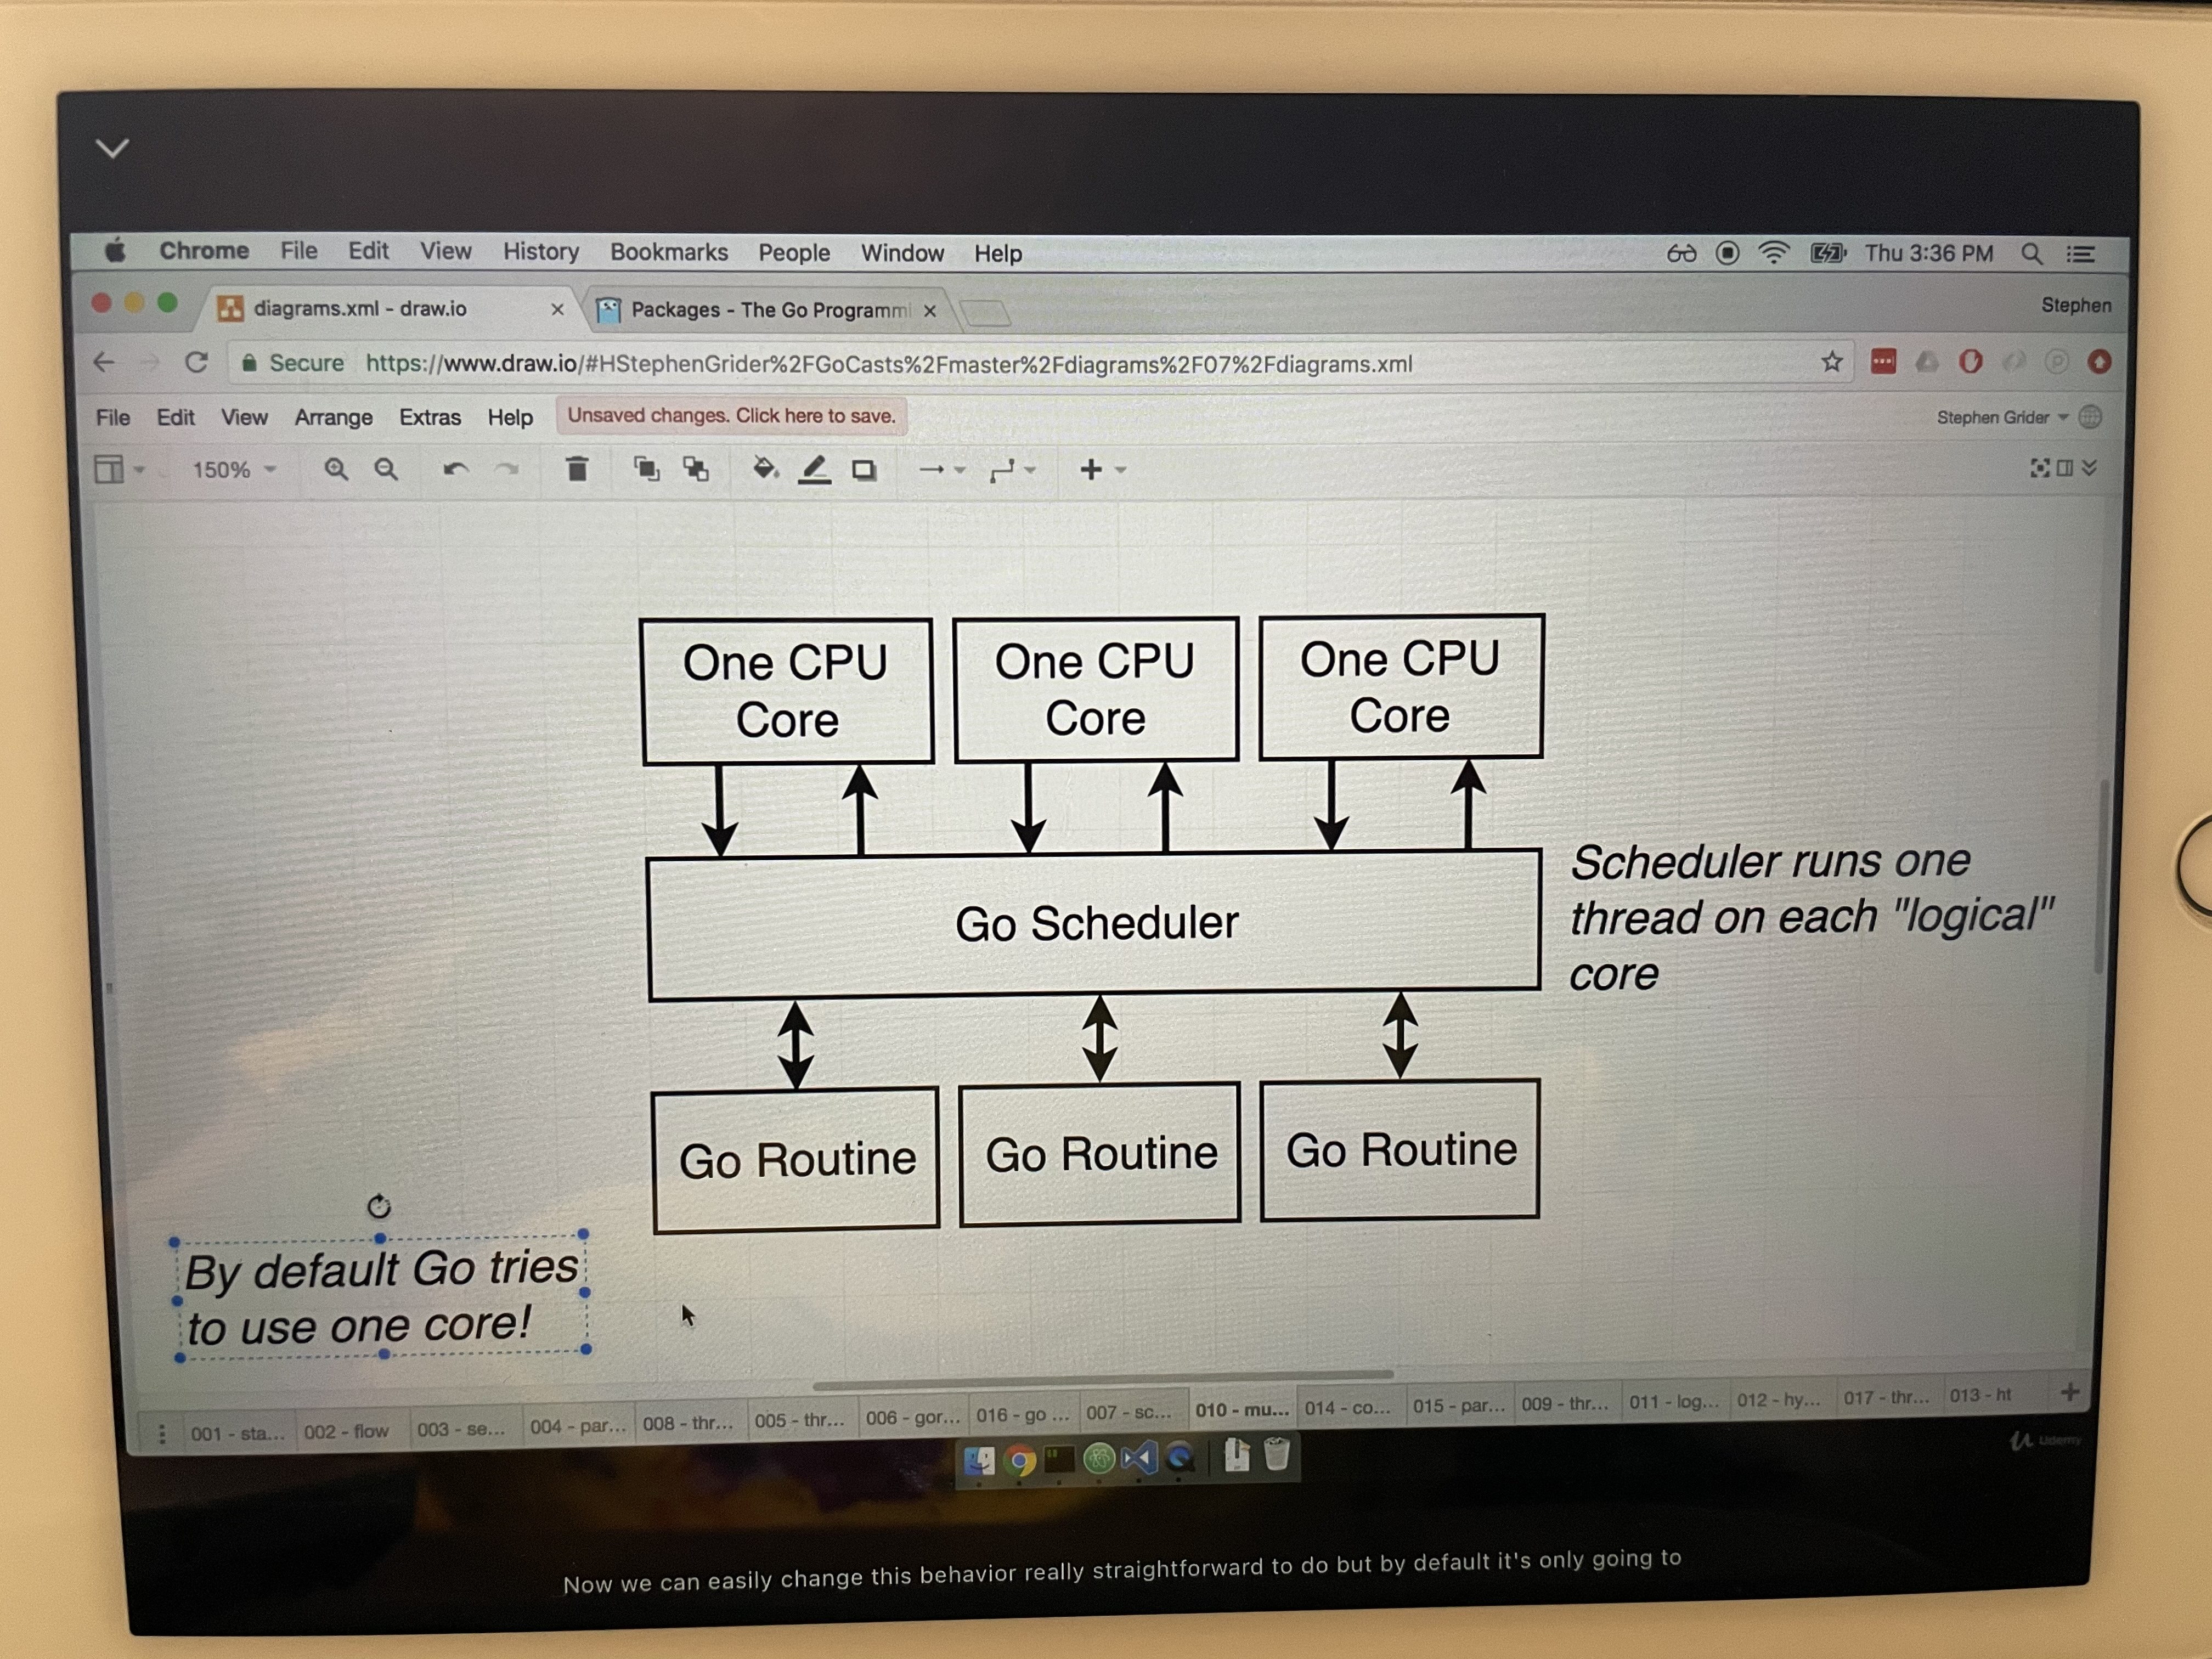 Chrome File Edit View History Bookmarks People Window Help Thu 3:36 PM
diagrams.xml - draw.io Packages - The Go Programmi Stephen
Secure https://www.draw.io/#HStephenGrider%2FGoCasts%2Fmaster%2Fdiagrams%2F07%2Fdiagrams.xml
File Edit View Arrange Extras Help Unsaved changes. Click here to save. Stephen Grider
150%
One CPU
Core
One CPU
Core
One CPU
Core
Go Scheduler
Scheduler runs one
thread on each "logical"
core
Go Routine
Go Routine
Go Routine
By default Go tries
to use one core!
001 - sta... 002 - flow 003 - se... 004 - par... 008 - thr... 005 - thr... 006 - gor... 016 - go ... 007 - sc... 010 - mu... 014 - co... 015 - par... 009 - thr... 011 - log... 012 - hy... 017 - thr... 013 - ht
Udemy
Now we can easily change this behavior really straightforward to do but by default it's only going to